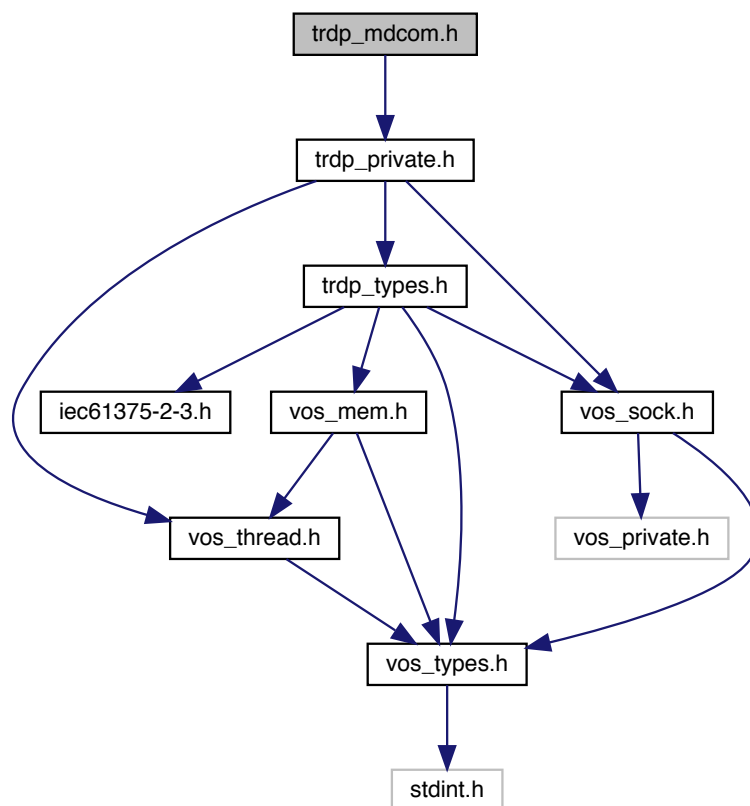 trdp_mdcom.h
trdp_private.h
trdp_types.h
iec61375-2-3.h
vos_mem.h
vos_sock.h
vos_thread.h
vos_private.h
vos_types.h
stdint.h